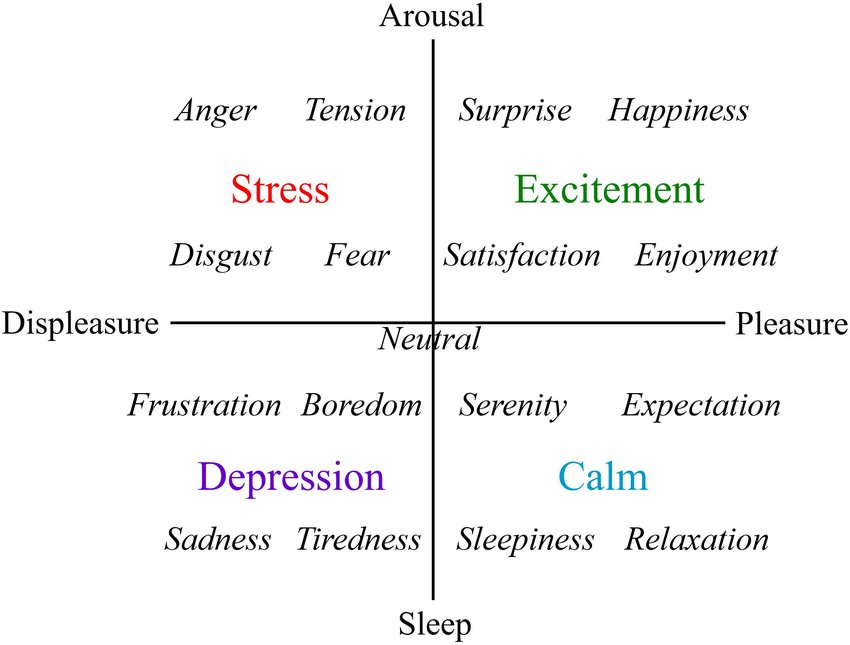 Arousal
Anger Tension Surprise Happiness
Stress Excitement
Disgust Fear Satisfaction Enjoyment
Displeasure Pleasure
Neutral
Frustration Boredom Serenity Expectation
Depression Calm
Sadness Tiredness Sleepiness Relaxation
Sleep